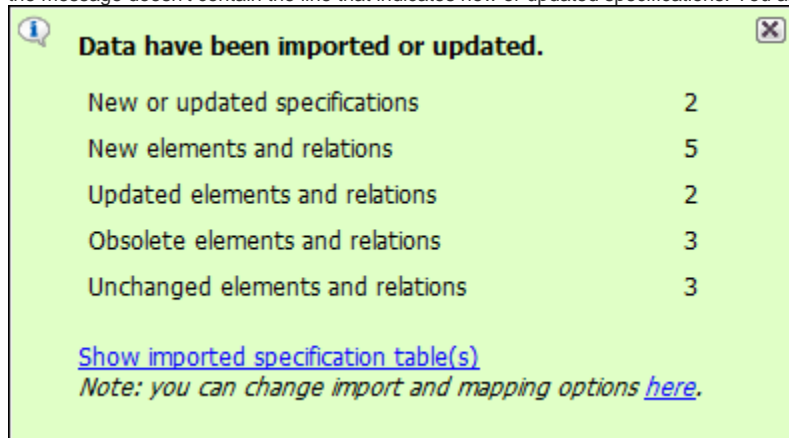 Data have been imported or updated.
New or updated specifications 2
New elements and relations 5
Updated elements and relations 2
Obsolete elements and relations 3
Unchanged elements and relations 3
Show imported specification table(s)
Note: you can change import and mapping options here.